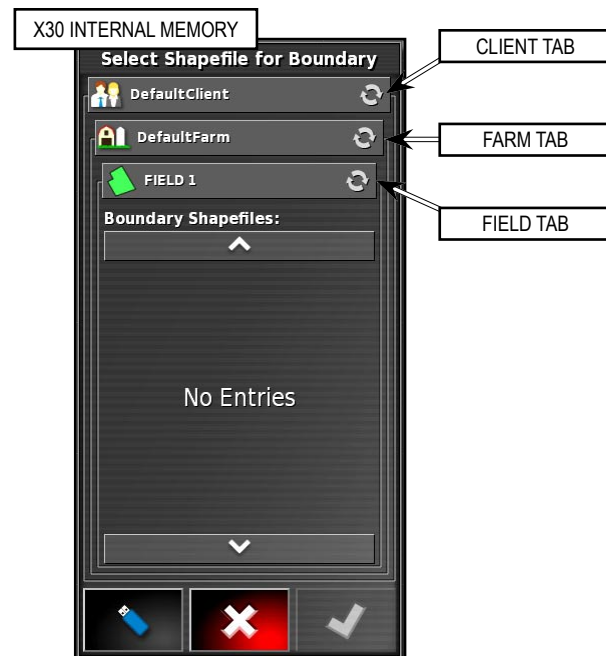 X30 INTERNAL MEMORY
Select Shapefile for Boundary
CLIENT TAB
DefaultClient
DefaultFarm
FARM TAB
FIELD 1
FIELD TAB
Boundary Shapefiles:
No Entries